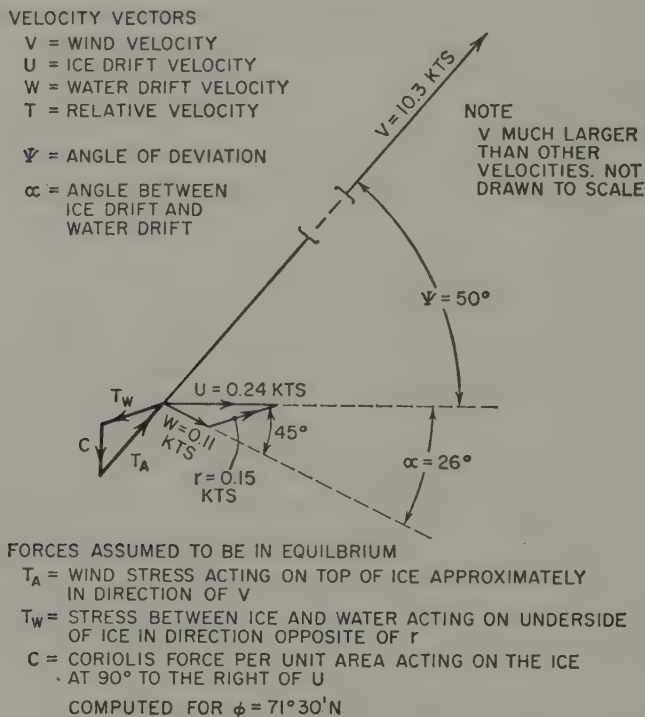 VELOCITY VECTORS
V = WIND VELOCITY
U = ICE DRIFT VELOCITY
W = WATER DRIFT VELOCITY
T = RELATIVE VELOCITY
Ψ = ANGLE OF DEVIATION
α = ANGLE BETWEEN
ICE DRIFT AND
WATER DRIFT
V=10.3 KTS
NOTE
V MUCH LARGER
THAN OTHER
VELOCITIES. NOT
DRAWN TO SCALE
Ψ = 50°
U = 0.24 KTS
T_W
W=0.11
KTS
45°
C
T_A
r=0.15
KTS
α=26°
FORCES ASSUMED TO BE IN EQUILBRIUM
T_A = WIND STRESS ACTING ON TOP OF ICE APPROXIMATELY
IN DIRECTION OF V
T_W = STRESS BETWEEN ICE AND WATER ACTING ON UNDERSIDE
OF ICE IN DIRECTION OPPOSITE OF r
C = CORIOLIS FORCE PER UNIT AREA ACTING ON THE ICE
AT 90° TO THE RIGHT OF U
COMPUTED FOR ϕ = 71°30'N